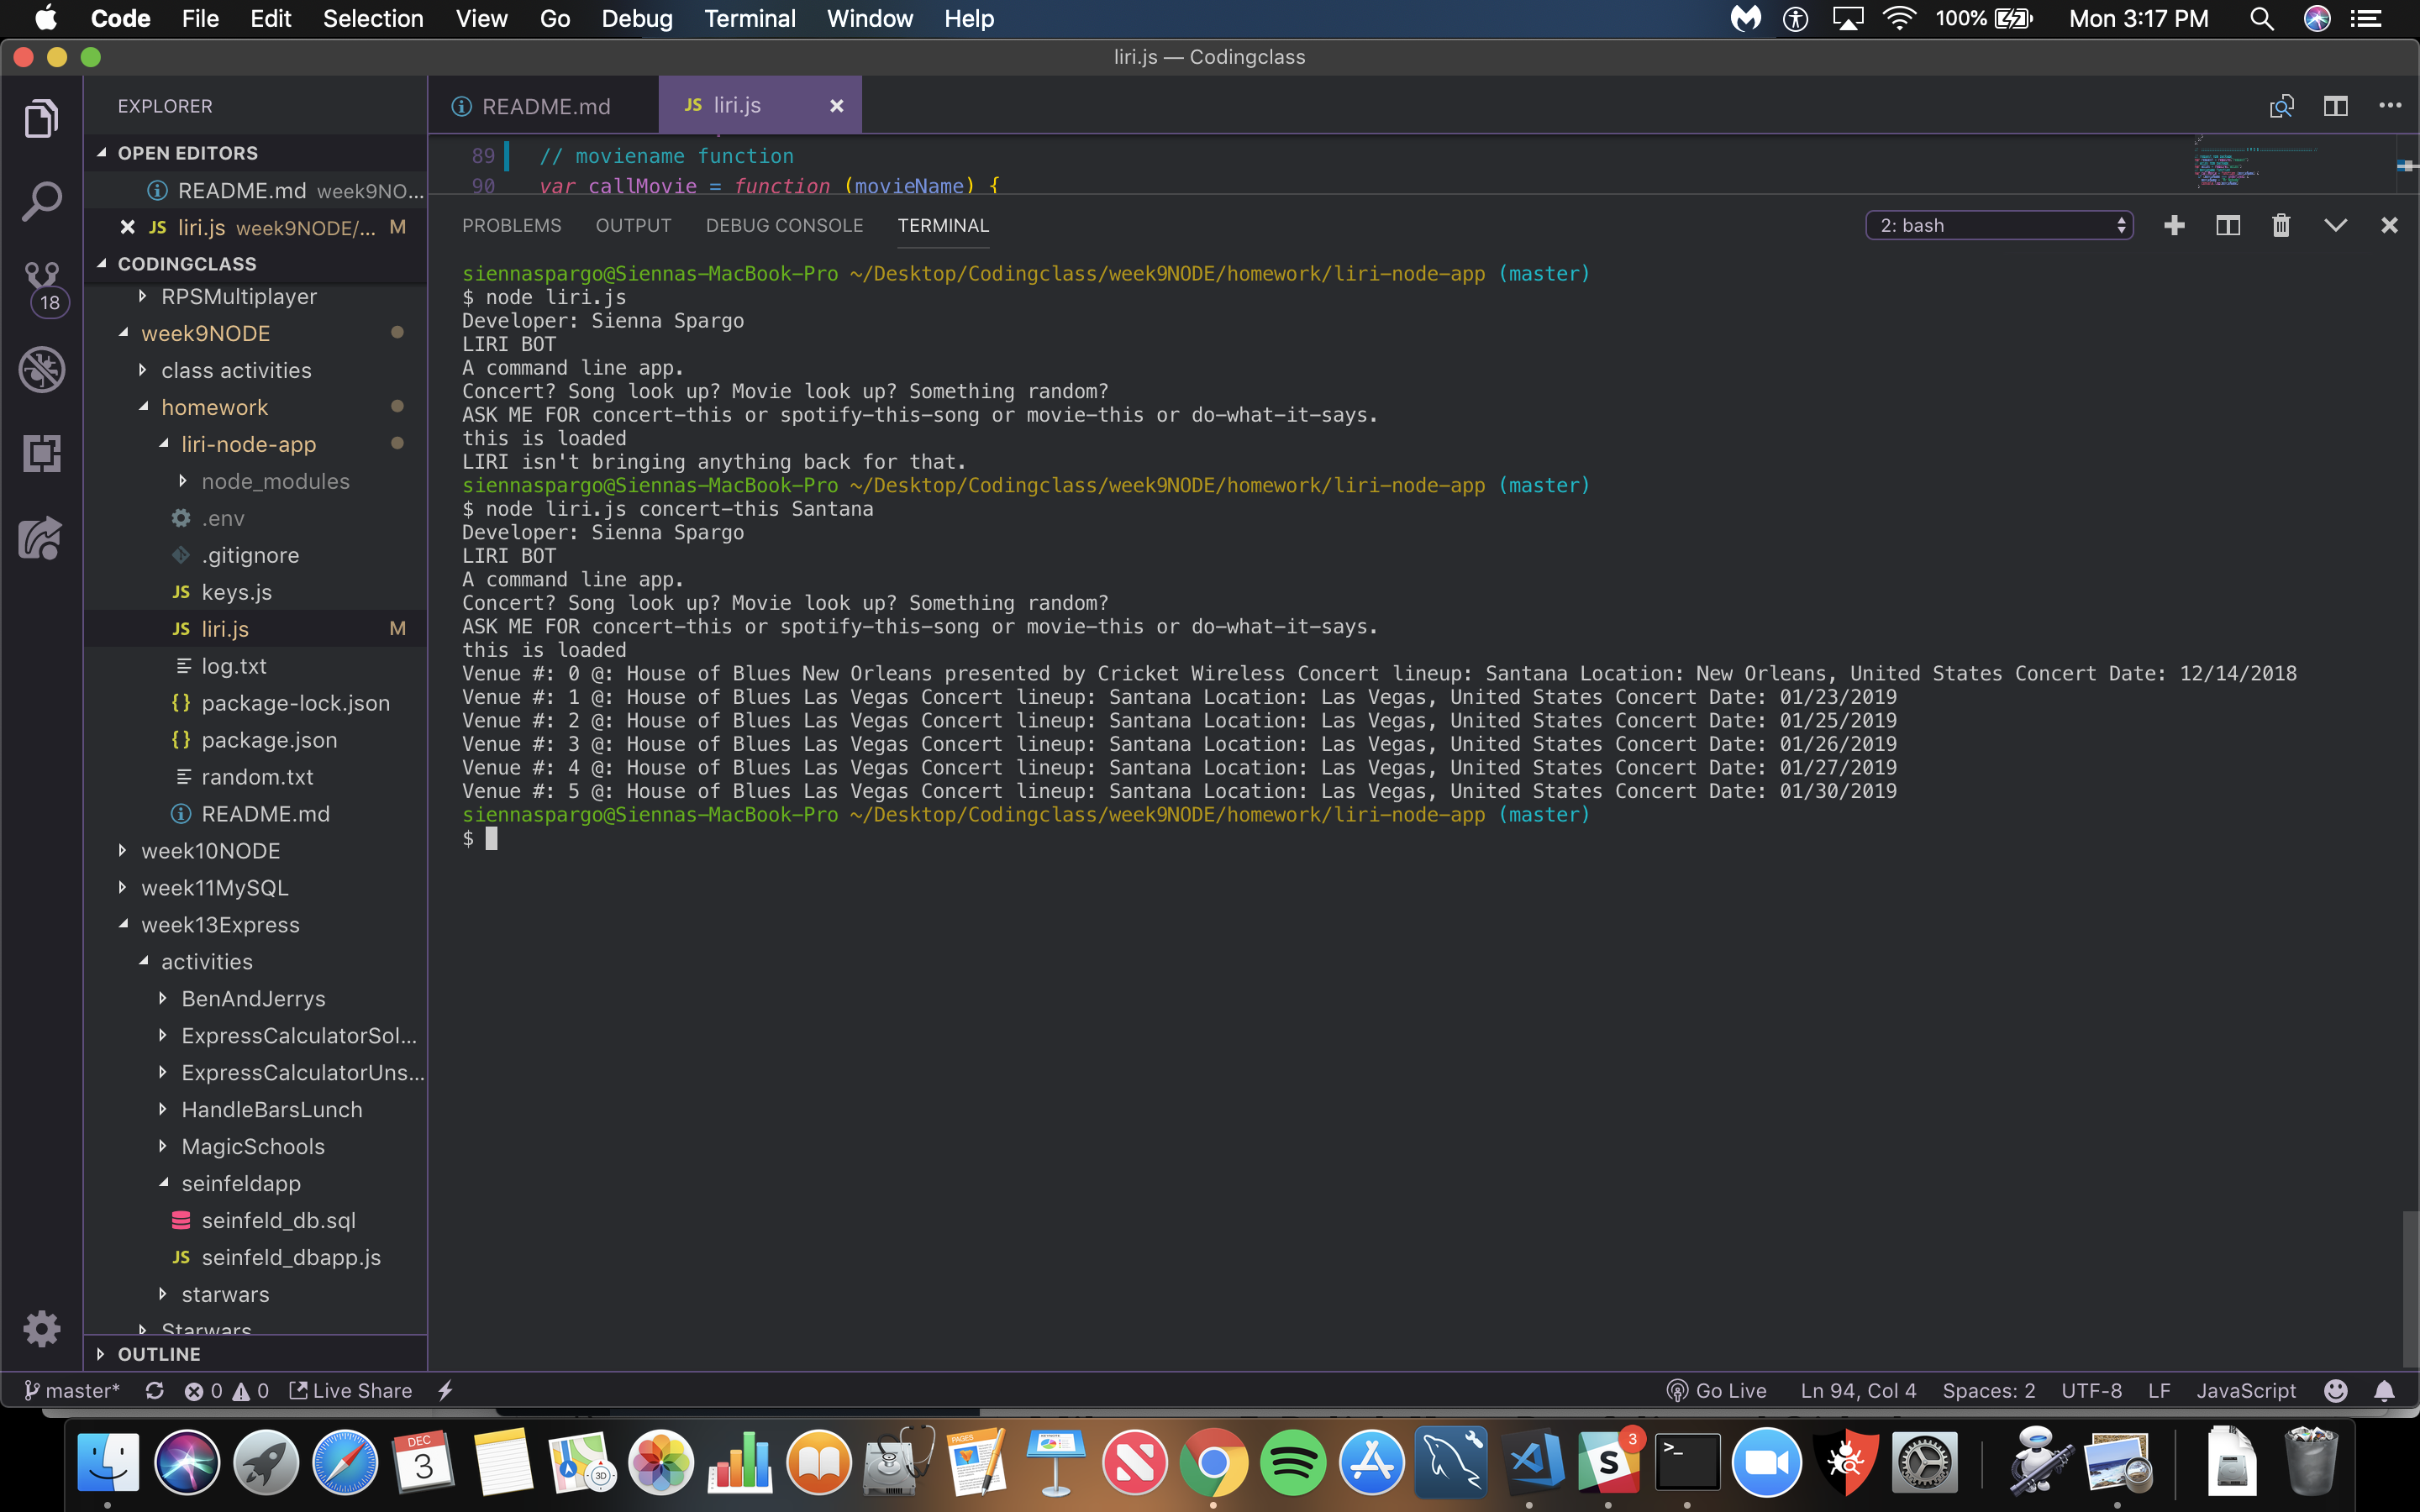 Code File Edit Selection View Go Debug Terminal Window Help 100% Mon 3:17 PM
liri.js — Codingclass
EXPLORER
OPEN EDITORS
README.md week9NO...
JS liri.js week9NODE/... M
CODINGCLASS
RPSMultiplayer
week9NODE
class activities
homework
liri-node-app
node_modules
.env
.gitignore
JS keys.js
JS liri.js M
log.txt
{} package-lock.json
{} package.json
random.txt
README.md
week10NODE
week11MySQL
week13Express
activities
BenAndJerrys
ExpressCalculatorSol...
ExpressCalculatorUns...
HandleBarsLunch
MagicSchools
seinfeldapp
seinfeld_db.sql
JS seinfeld_dbapp.js
starwars
Starwars
OUTLINE
18
README.md JS liri.js
89 // moviename function
90 var callMovie = function (movieName) {
PROBLEMS OUTPUT DEBUG CONSOLE TERMINAL 2: bash
siennaspargo@Siennas-MacBook-Pro ~/Desktop/Codingclass/week9NODE/homework/liri-node-app (master)
$ node liri.js
Developer: Sienna Spargo
LIRI BOT
A command line app.
Concert? Song look up? Movie look up? Something random?
ASK ME FOR concert-this or spotify-this-song or movie-this or do-what-it-says.
this is loaded
LIRI isn't bringing anything back for that.
siennaspargo@Siennas-MacBook-Pro ~/Desktop/Codingclass/week9NODE/homework/liri-node-app (master)
$ node liri.js concert-this Santana
Developer: Sienna Spargo
LIRI BOT
A command line app.
Concert? Song look up? Movie look up? Something random?
ASK ME FOR concert-this or spotify-this-song or movie-this or do-what-it-says.
this is loaded
Venue #: 0 @: House of Blues New Orleans presented by Cricket Wireless Concert lineup: Santana Location: New Orleans, United States Concert Date: 12/14/2018
Venue #: 1 @: House of Blues Las Vegas Concert lineup: Santana Location: Las Vegas, United States Concert Date: 01/23/2019
Venue #: 2 @: House of Blues Las Vegas Concert lineup: Santana Location: Las Vegas, United States Concert Date: 01/25/2019
Venue #: 3 @: House of Blues Las Vegas Concert lineup: Santana Location: Las Vegas, United States Concert Date: 01/26/2019
Venue #: 4 @: House of Blues Las Vegas Concert lineup: Santana Location: Las Vegas, United States Concert Date: 01/27/2019
Venue #: 5 @: House of Blues Las Vegas Concert lineup: Santana Location: Las Vegas, United States Concert Date: 01/30/2019
siennaspargo@Siennas-MacBook-Pro ~/Desktop/Codingclass/week9NODE/homework/liri-node-app (master)
$
master* 0 0 Live Share Go Live Ln 94, Col 4 Spaces: 2 UTF-8 LF JavaScript
DEC
3
3D
PAGES
S
3
>_